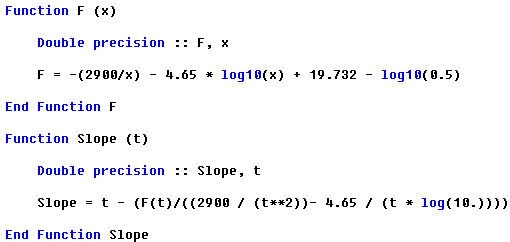 Function F (x)
Double precision :: F, x
F = -(2900/x) - 4.65 * log10(x) + 19.732 - log10(0.5)
End Function F
Function Slope (t)
Double precision :: Slope, t
Slope = t - (F(t)/((2900 / (t**2))- 4.65 / (t * log(10.))))
End Function Slope